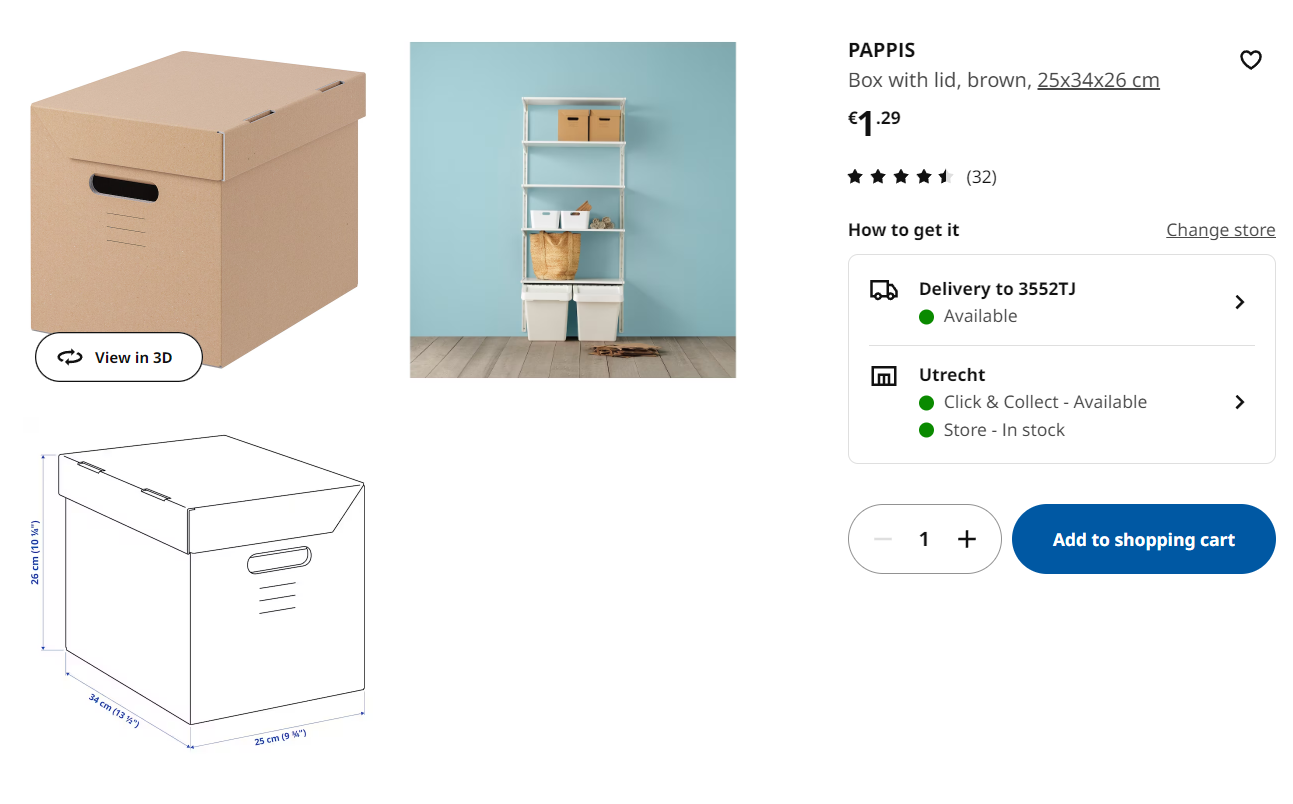 PAPPIS
Box with lid, brown, 25x34x26 cm
€1.29
(32)
How to get it
Change store
Delivery to 3552TJ
Available
Utrecht
Click & Collect - Available
Store - In stock
1
Add to shopping cart
View in 3D
26 cm (10 ¼")
34 cm (13 ½")
25 cm (9 ¾")